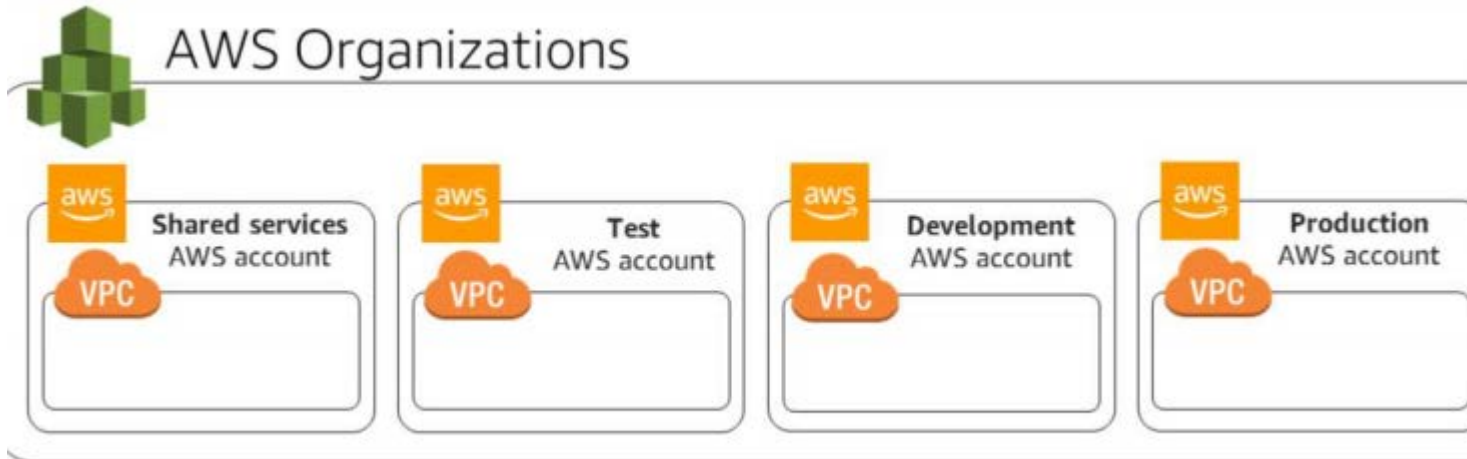 AWS Organizations
aws
Shared services
AWS account
VPC
aws
Test
AWS account
VPC
aws
Development
AWS account
VPC
aws
Production
AWS account
VPC